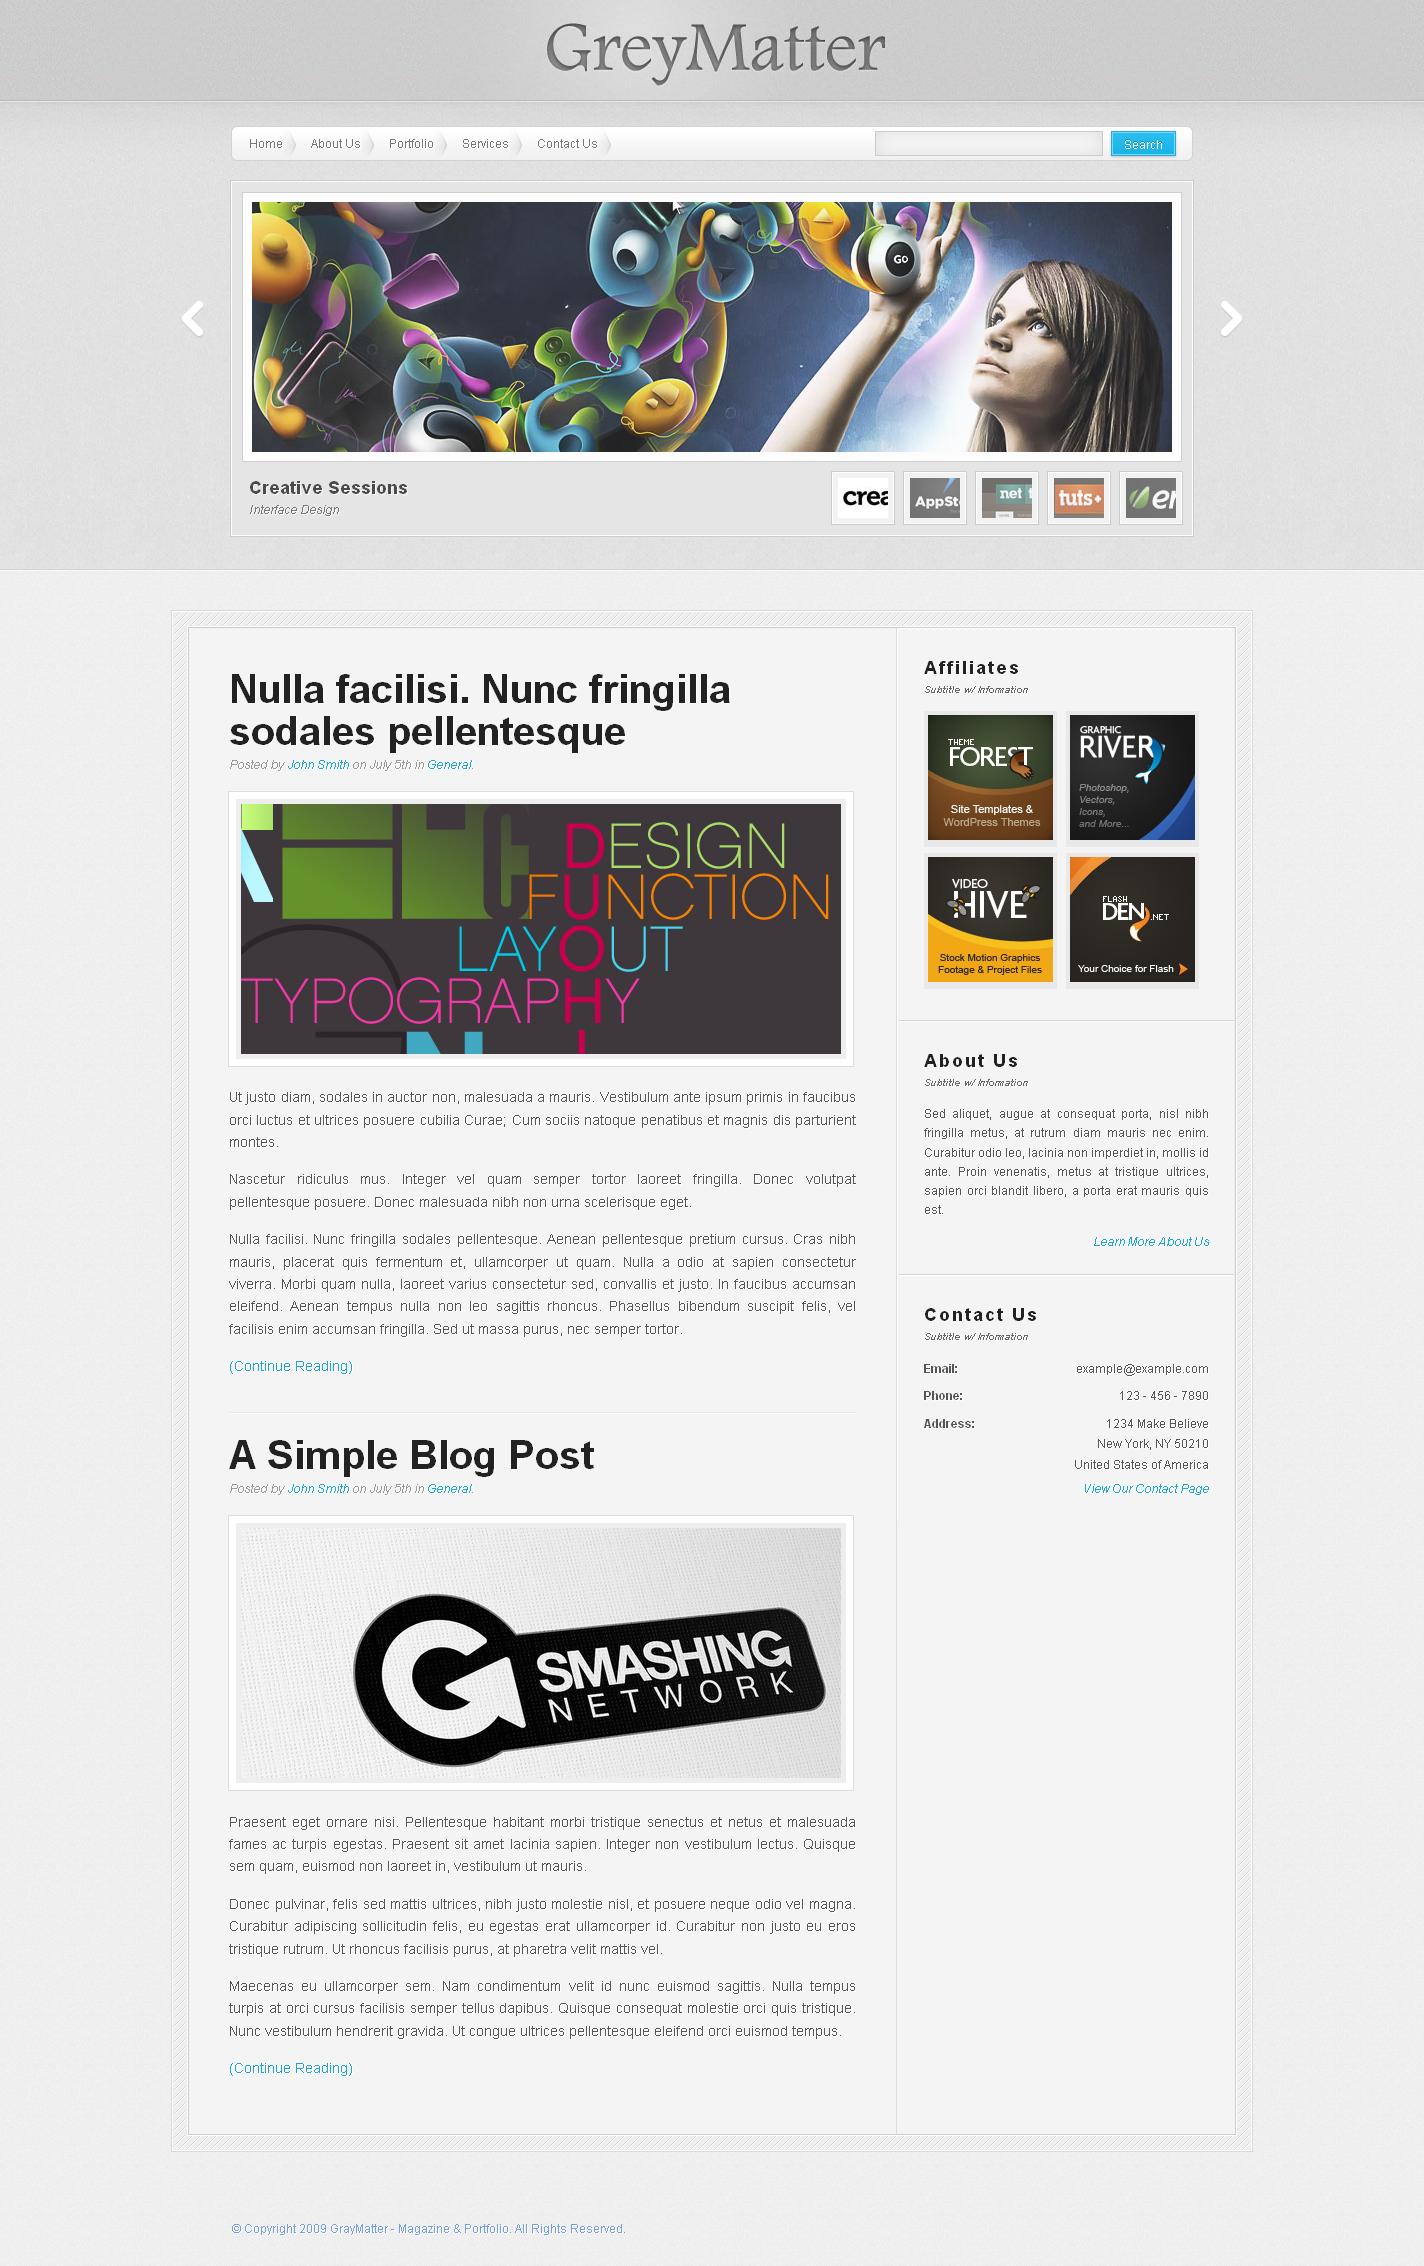 GreyMatter
Home
About Us
Portfolio
Services
Contact Us
Search
GO
Creative Sessions
Interface Design
crea
AppSt
net t
tuts+
en
Nulla facilisi. Nunc fringilla
sodales pellentesque
Posted by John Smith on July 5th in General.
DESIGN
FUNCTION
LAYOUT
TYPOGRAPHY
Ut justo diam, sodales in auctor non, malesuada a mauris. Vestibulum ante ipsum primis in faucibus
orci luctus et ultrices posuere cubilia Curae; Cum sociis natoque penatibus et magnis dis parturient
montes.
Nascetur ridiculus mus. Integer vel quam semper tortor laoreet fringilla. Donec volutpat
pellentesque posuere. Donec malesuada nibh non urna scelerisque eget.
Nulla facilisi. Nunc fringilla sodales pellentesque. Aenean pellentesque pretium cursus. Cras nibh
mauris, placerat quis fermentum et, ullamcorper ut quam. Nulla a odio at sapien consectetur
viverra. Morbi quam nulla, laoreet varius consectetur sed, convallis et justo. In faucibus accumsan
eleifend. Aenean tempus nulla non leo sagittis rhoncus. Phasellus bibendum suscipit felis, vel
facilisis enim accumsan fringilla. Sed ut massa purus, nec semper tortor.
(Continue Reading)
A Simple Blog Post
Posted by John Smith on July 5th in General.
SMASHING
NETWORK
Praesent eget ornare nisi. Pellentesque habitant morbi tristique senectus et netus et malesuada
fames ac turpis egestas. Praesent sit amet lacinia sapien. Integer non vestibulum lectus. Quisque
sem quam, euismod non laoreet in, vestibulum ut mauris.
Donec pulvinar, felis sed mattis ultrices, nibh justo molestie nisl, et posuere neque odio vel magna.
Curabitur adipiscing sollicitudin felis, eu egestas erat ullamcorper id. Curabitur non justo eu eros
tristique rutrum. Ut rhoncus facilisis purus, at pharetra velit mattis vel.
Maecenas eu ullamcorper sem. Nam condimentum velit id nunc euismod sagittis. Nulla tempus
turpis at orci cursus facilisis semper tellus dapibus. Quisque consequat molestie orci quis tristique.
Nunc vestibulum hendrerit gravida. Ut congue ultrices pellentesque eleifend orci euismod tempus.
(Continue Reading)
Affiliates
Subtitle w/ Infomation
THEME
FOREST
Site Templates &
WordPress Themes
GRAPHIC
RIVER
Photoshop,
Vectors,
Icons,
and More...
VIDEO
HIVE
Stock Motion Graphics
Footage & Project Files
FLASH
DEN.NET
Your Choice for Flash
About Us
Subtitle w/ Infomation
Sed aliquet, augue at consequat porta, nisl nibh
fringilla metus, at rutrum diam mauris nec enim.
Curabitur odio leo, lacinia non imperdiet in, mollis id
ante. Proin venenatis, metus at tristique ultrices,
sapien orci blandit libero, a porta erat mauris quis
est.
Learn More About Us
Contact Us
Subtitle w/ Infomation
Email: example@example.com
Phone: 123 - 456 - 7890
Address: 1234 Make Believe
New York, NY 50210
United States of America
View Our Contact Page
© Copyright 2009 GrayMatter - Magazine & Portfolio. All Rights Reserved.